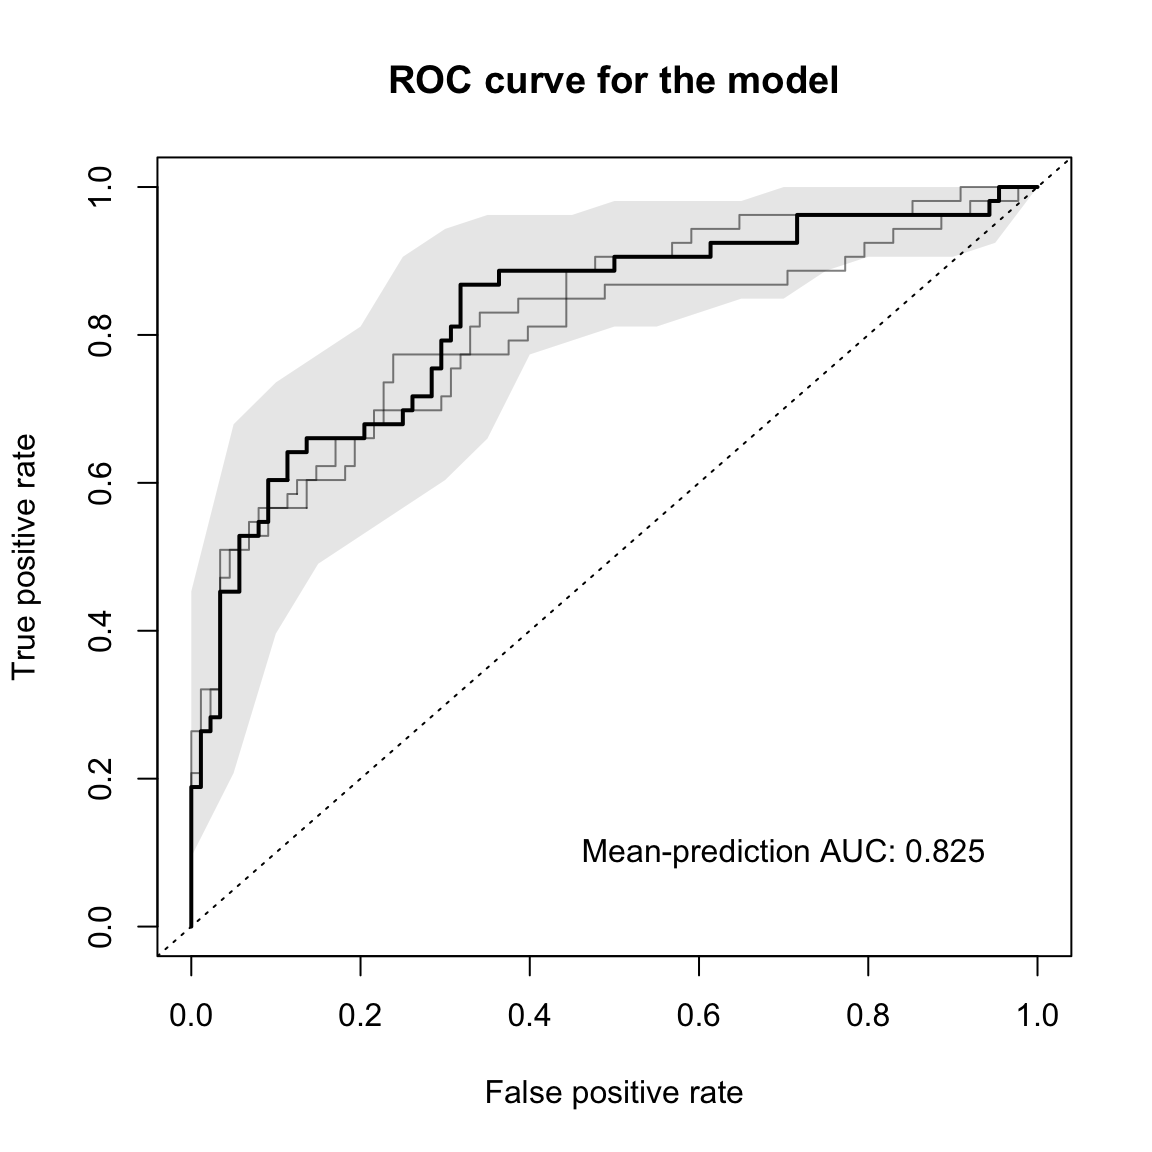 ROC curve for the model
True positive rate
1.0
0.8
0.6
0.4
0.2
0.0
Mean-prediction AUC: 0.825
0.0 0.2 0.4 0.6 0.8 1.0
False positive rate